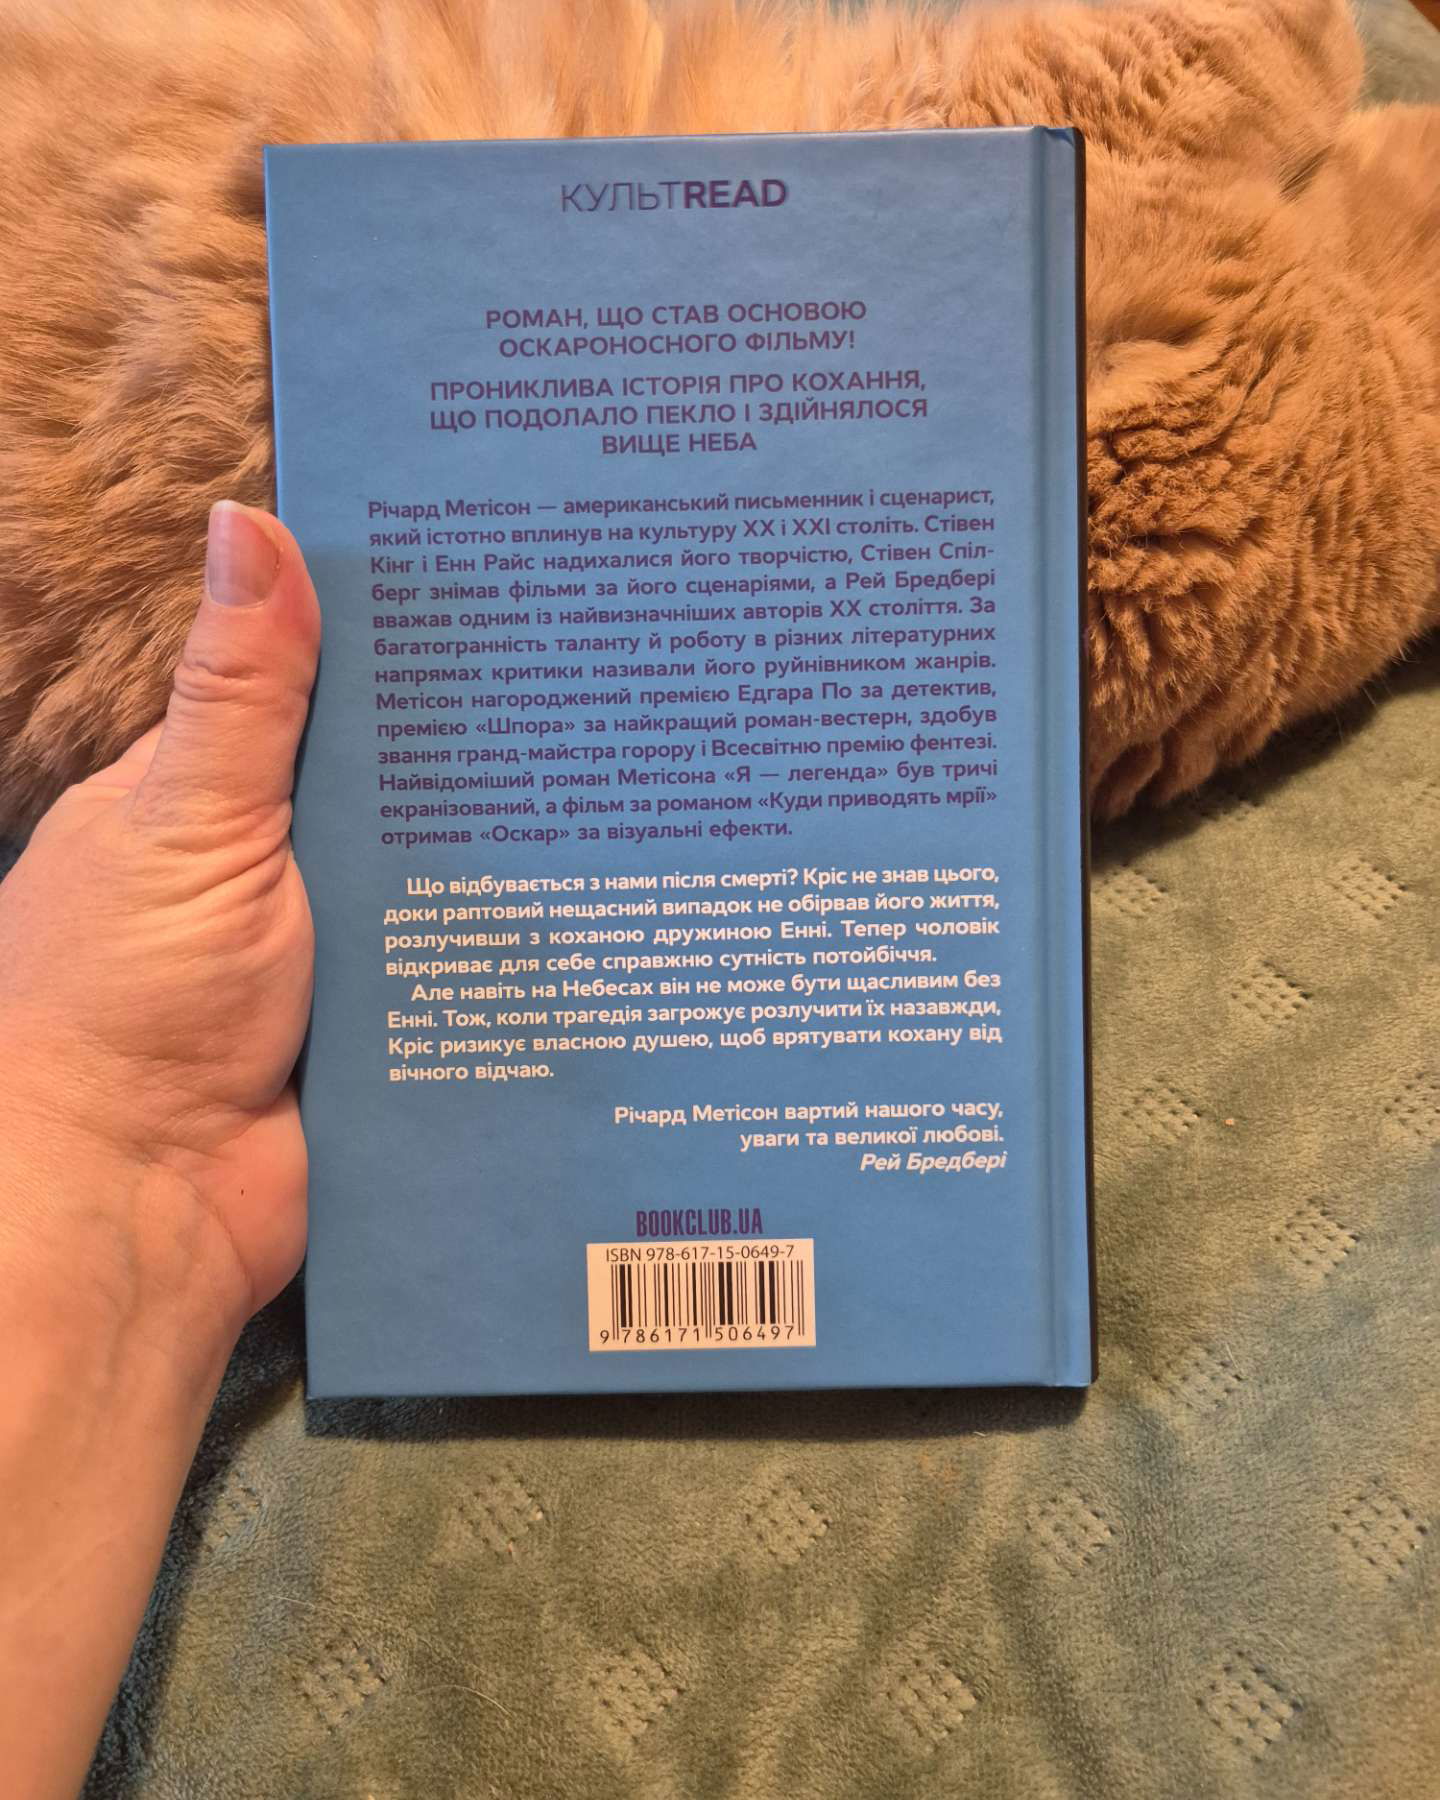 КУЛЬТREAD
РОМАН, ЩО СТАВ ОСНОВОЮ
ОСКАРОНОСНОГО ФІЛЬМУ!
ПРОНИКЛИВА ІСТОРІЯ ПРО КОХАННЯ,
ЩО ПОДОЛАЛО ПЕКЛО І ЗДІЙНЯЛОСЯ
ВИЩЕ НЕБА
Річард Метісон — американський письменник і сценарист,
який істотно вплинув на культуру XX і XXI століть. Стівен
Кінг і Енн Райс надихалися його творчістю, Стівен Спіл-
берг знімав фільми за його сценаріями, а Рей Бредбері
вважав одним із найвизначніших авторів XX століття. За
багатогранність таланту й роботу в різних літературних
напрямах критики називали його руйнівником жанрів.
Метісон нагороджений премією Едгара По за детектив,
премією «Шпора» за найкращий роман-вестерн, здобув
звання гранд-майстра горору і Всесвітню премію фентезі.
Найвідоміший роман Метісона «Я — легенда» був тричі
екранізований, а фільм за романом «Куди приводять мрії»
отримав «Оскар» за візуальні ефекти.
Що відбувається з нами після смерті? Кріс не знав цього,
доки раптовий нещасний випадок не обірвав його життя,
розлучивши з коханою дружиною Енні. Тепер чоловік
відкриває для себе справжню сутність потойбіччя.
Але навіть на Небесах він не може бути щасливим без
Енні. Тож, коли трагедія загрожує розлучити їх назавжди,
Кріс ризикує власною душею, щоб врятувати кохану від
вічного відчаю.
Річард Метісон вартий нашого часу,
уваги та великої любові.
Рей Бредбері
BOOKCLUB.UA
ISBN 978-617-15-0649-7
9 786171 506497